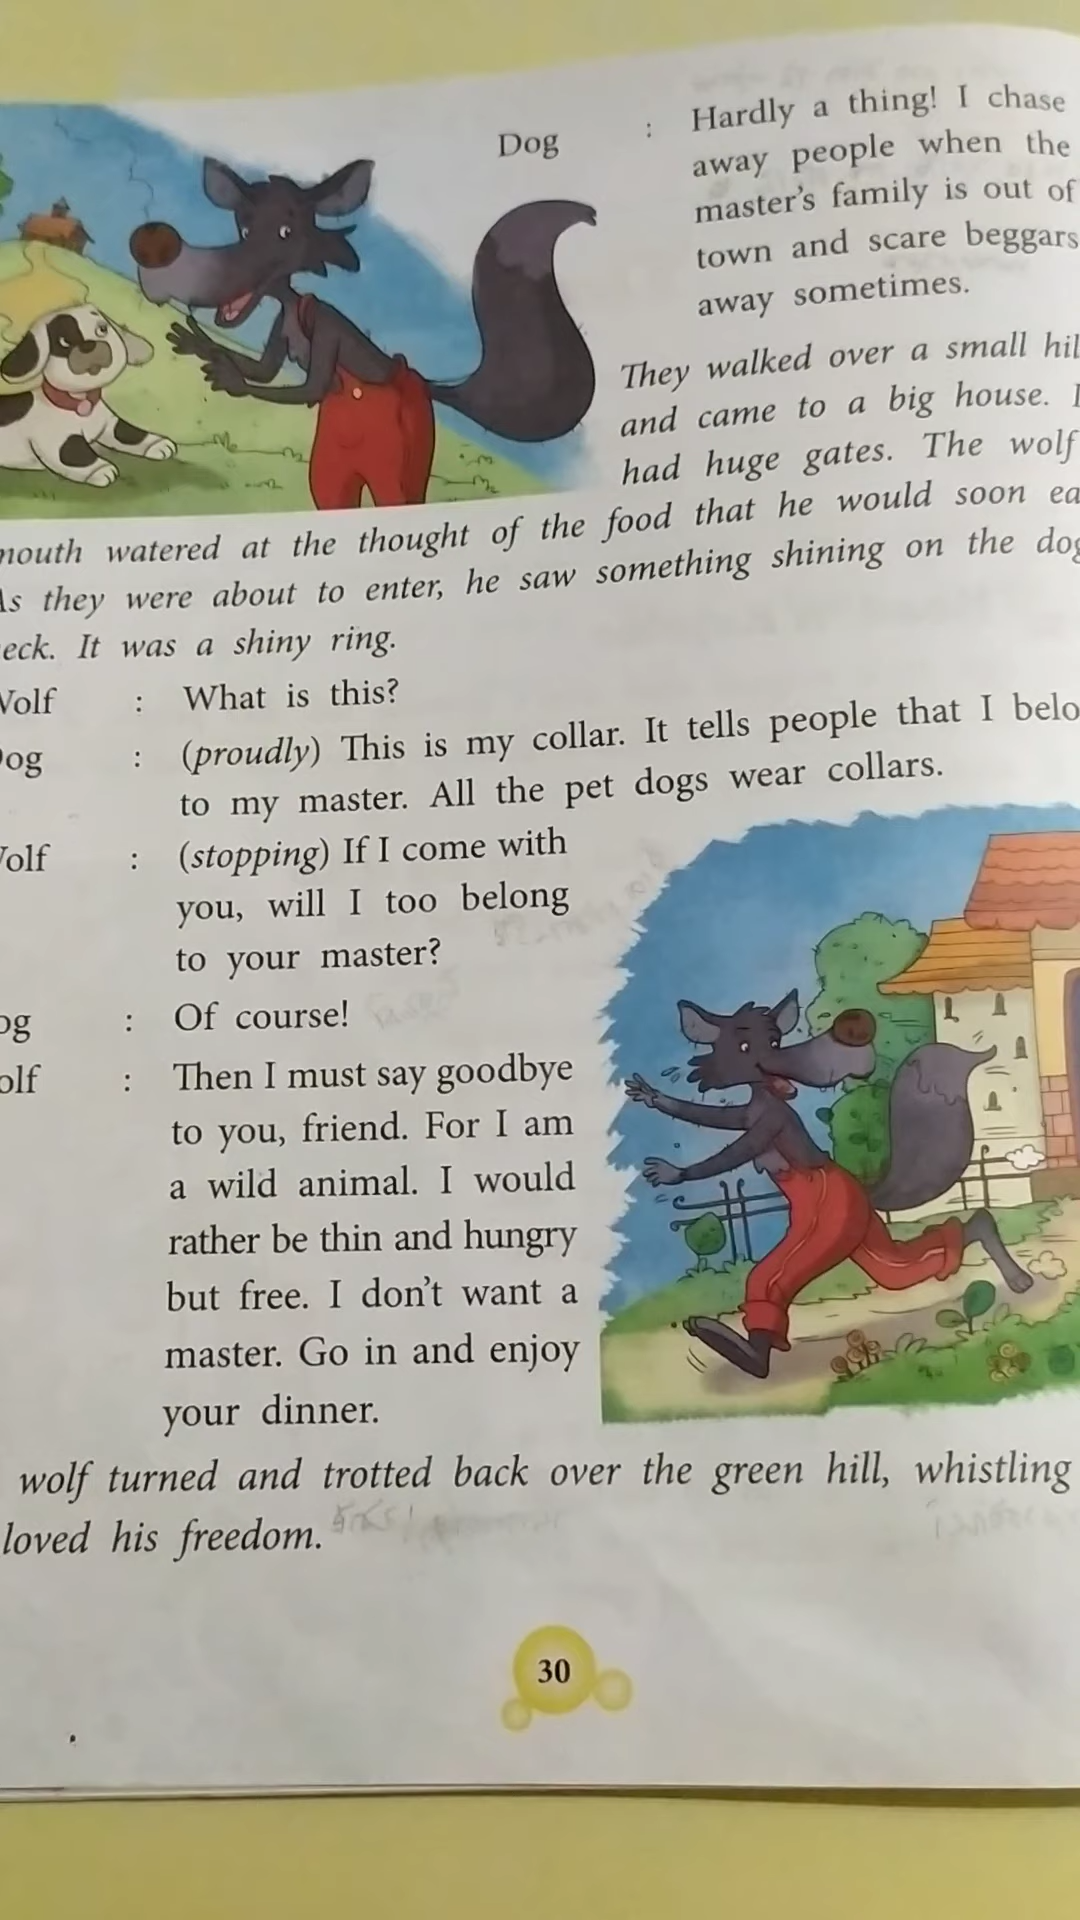 Dog : Hardly a thing! I chase
away people when the
master's family is out of
town and scare beggars
away sometimes.
They walked over a small hil
and came to a big house. I
had huge gates. The wolf
mouth watered at the thought of the food that he would soon ea
As they were about to enter, he saw something shining on the dog
eck. It was a shiny ring.
Wolf : What is this?
Dog : (proudly) This is my collar. It tells people that I belo
to my master. All the pet dogs wear collars.
Wolf : (stopping) If I come with
you, will I too belong
to your master?
og : Of course!
olf : Then I must say goodbye
to you, friend. For I am
a wild animal. I would
rather be thin and hungry
but free. I don't want a
master. Go in and enjoy
your dinner.
wolf turned and trotted back over the green hill, whistling
loved his freedom.
30